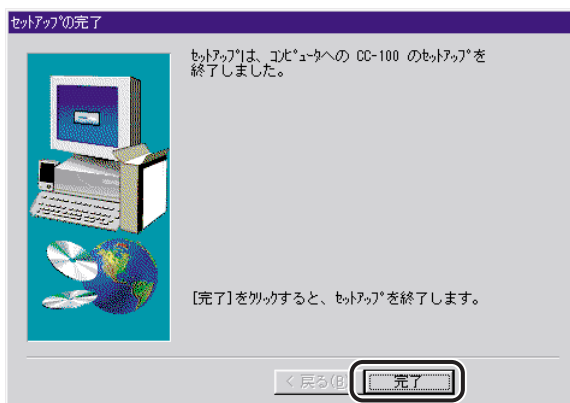 ｾｯﾄｱｯﾌﾟの完了
ｾｯﾄｱｯﾌﾟは、ｺﾝﾋﾟｭｰﾀへの CC-100 のｾｯﾄｱｯﾌﾟを
終了しました。
[完了]をｸﾘｯｸすると、ｾｯﾄｱｯﾌﾟを終了します。
< 戻る(B)
完了